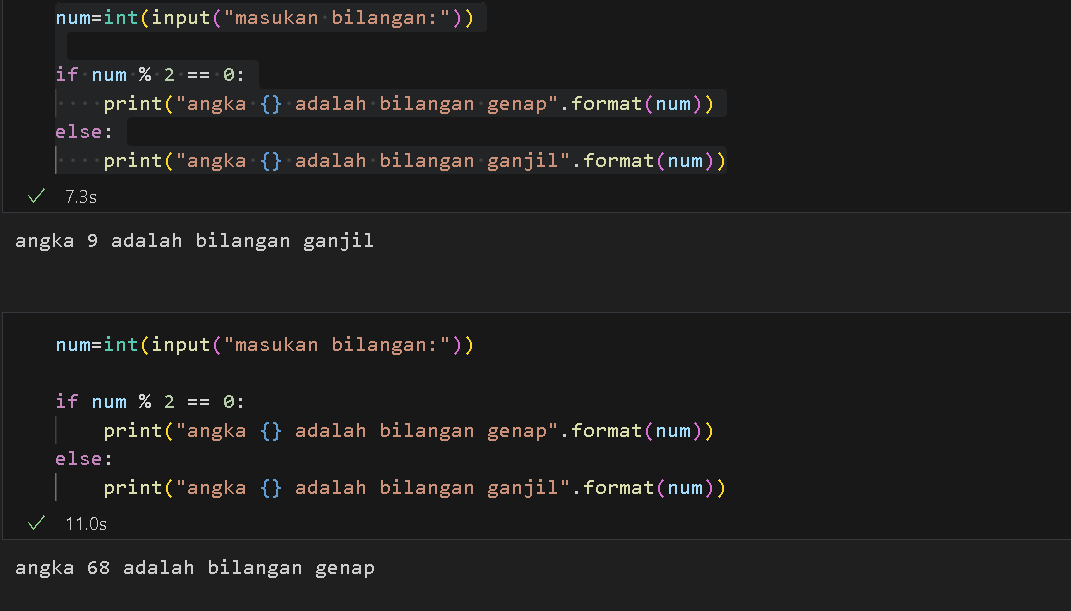 num=int(input("masukan bilangan:"))
if num % 2 == 0:
    print("angka {} adalah bilangan genap".format(num))
else:
    print("angka {} adalah bilangan ganjil".format(num))
7.3s
angka 9 adalah bilangan ganjil
num=int(input("masukan bilangan:"))
if num % 2 == 0:
    print("angka {} adalah bilangan genap".format(num))
else:
    print("angka {} adalah bilangan ganjil".format(num))
11.0s
angka 68 adalah bilangan genap